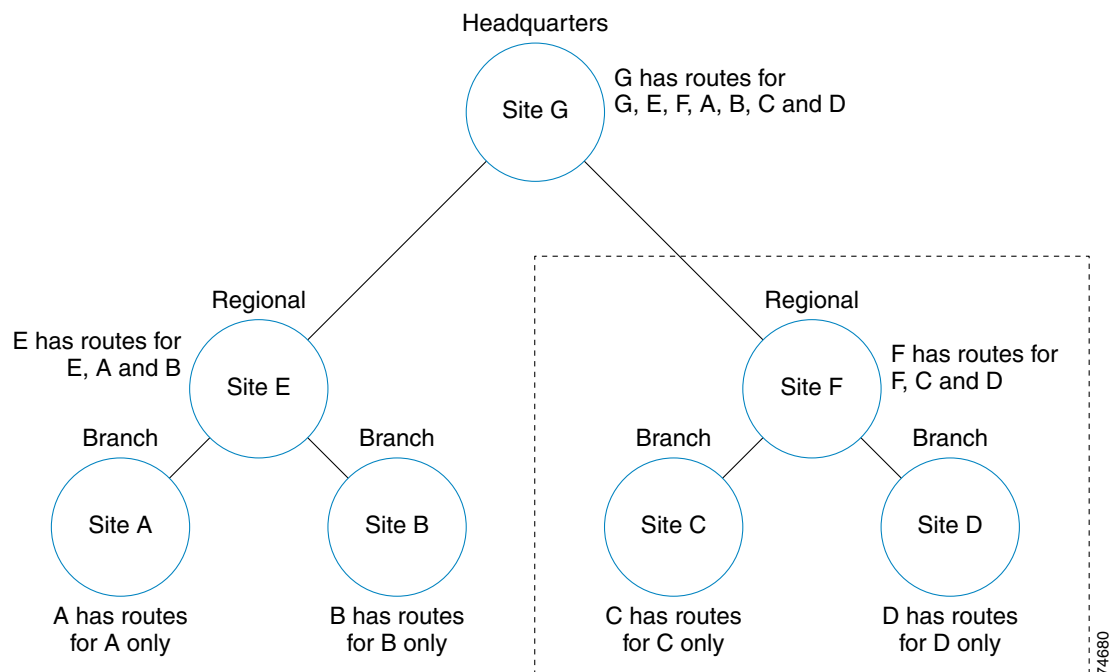 Headquarters
Site G
G has routes for
G, E, F, A, B, C and D
Regional
E has routes for
E, A and B
Site E
Regional
Site F
F has routes for
F, C and D
Branch
Site A
A has routes
for A only
Branch
Site B
B has routes
for B only
Branch
Site C
C has routes
for C only
Branch
Site D
D has routes
for D only
74680